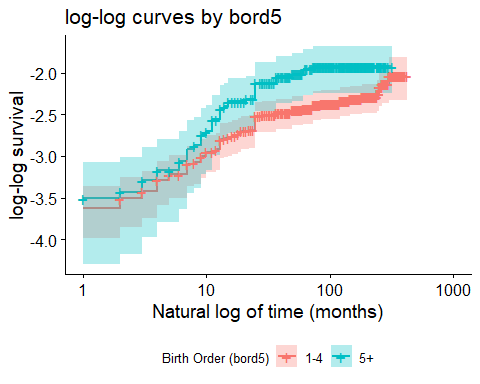 log-log curves by bord5
log-log survival
-2.0
-2.5
-3.0
-3.5
-4.0
1 10 100 1000
Natural log of time (months)
Birth Order (bord5) 1-4 5+